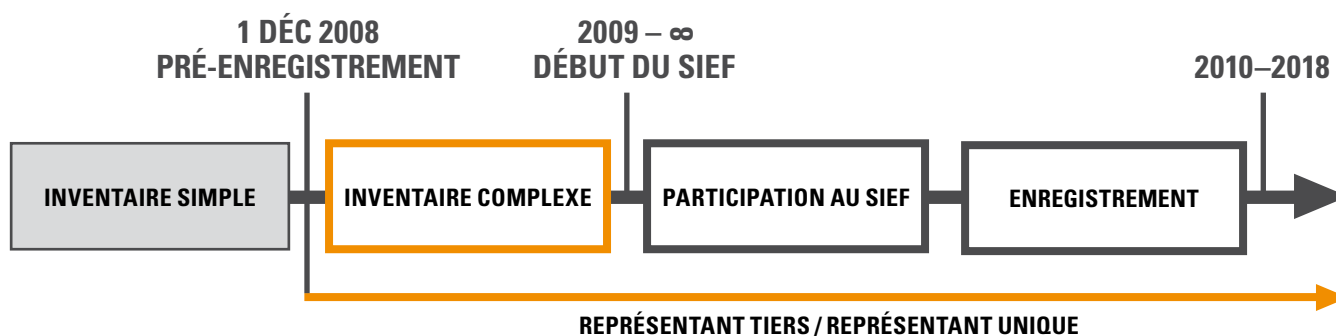 1 DÉC 2008
PRÉ-ENREGISTREMENT
2009 – ∞
DÉBUT DU SIEF
2010–2018
INVENTAIRE SIMPLE
INVENTAIRE COMPLEXE
PARTICIPATION AU SIEF
ENREGISTREMENT
REPRÉSENTANT TIERS / REPRÉSENTANT UNIQUE